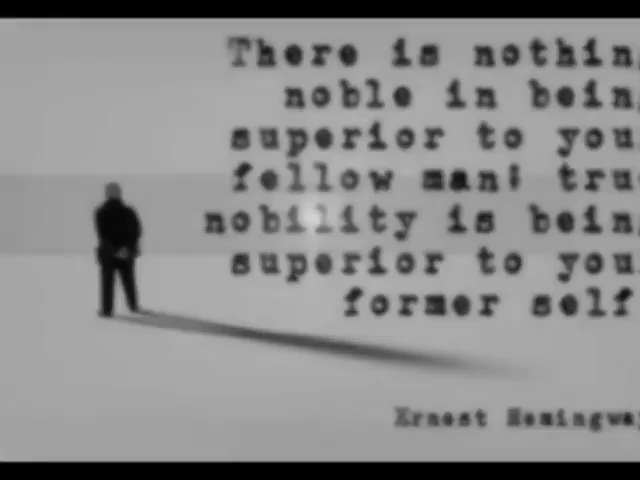 There is nothin
noble in bein
superior to you
fellow man; tru
nobility is bein
superior to you
former self
Ernest Hemingwa